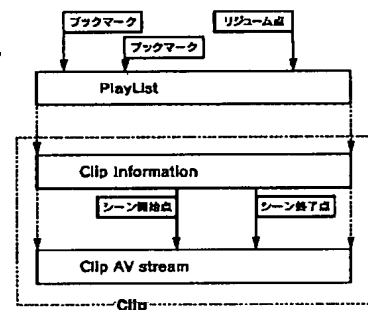 ブックマーク
リジューム点
ブックマーク
PlayList
Clip Information
シーン開始点
シーン終了点
Clip AV stream
Clip